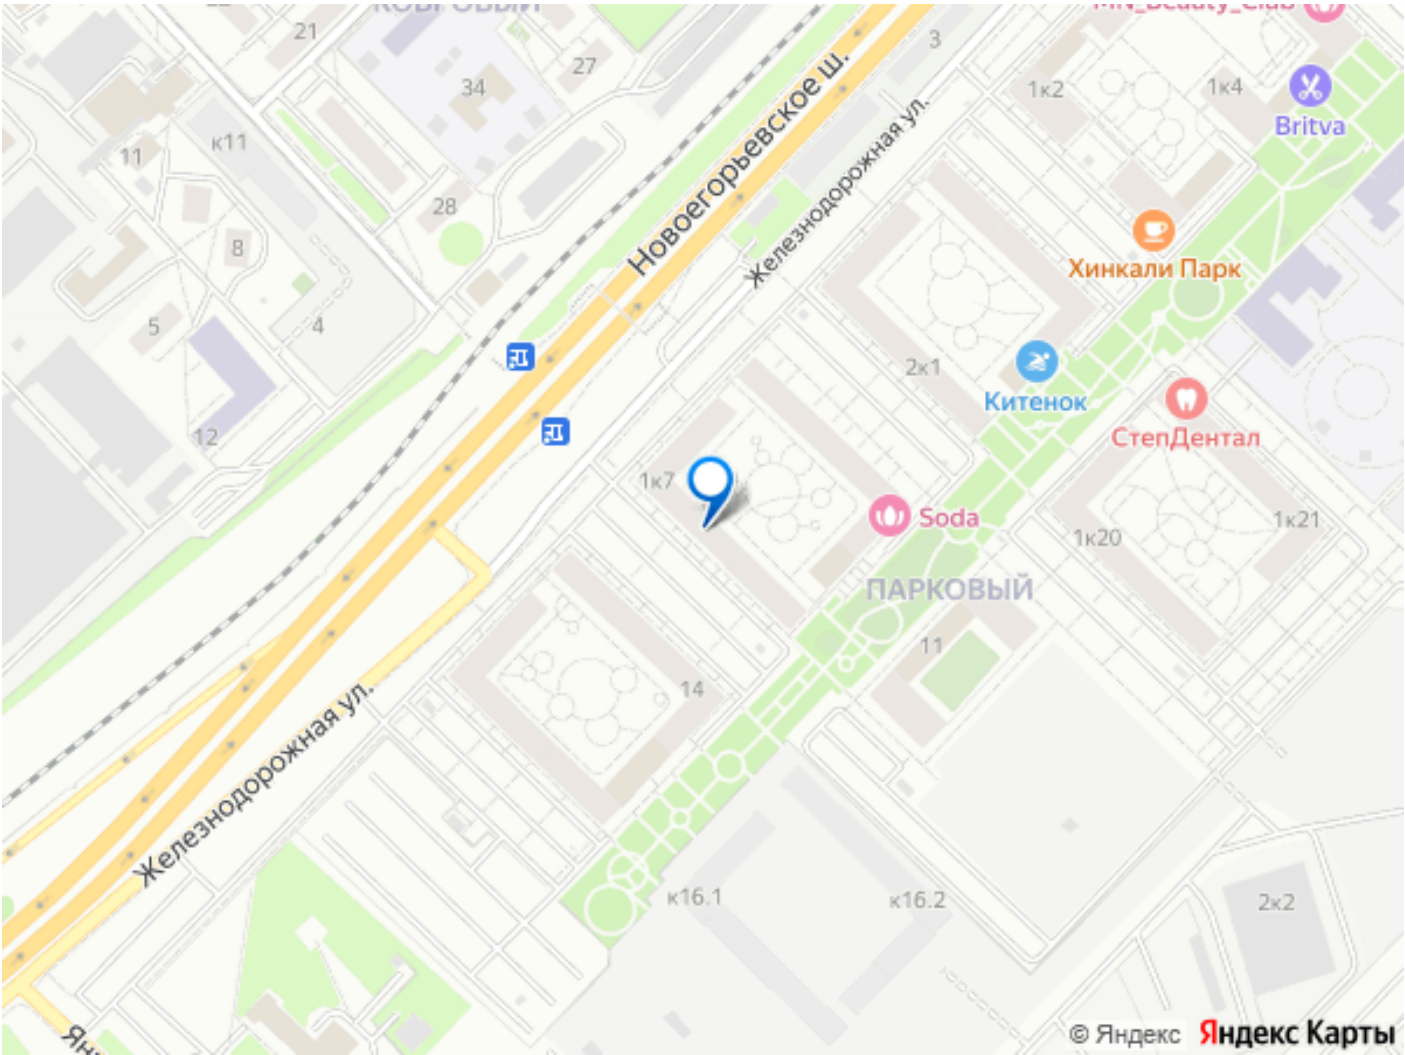 КОВРОВЫЙ
MN_Beauty_Club
21
27
3
34
1к2
1к4
Britva
к11
11
28
8
Новоегорьевское ш.
Железнодорожная ул.
Хинкали Парк
5
4
2к1
Китенок
СтепДентал
12
1к7
Soda
1к20
1к21
ПАРКОВЫЙ
11
14
Железнодорожная ул.
к16.1
к16.2
2к2
© Яндекс Яндекс Карты